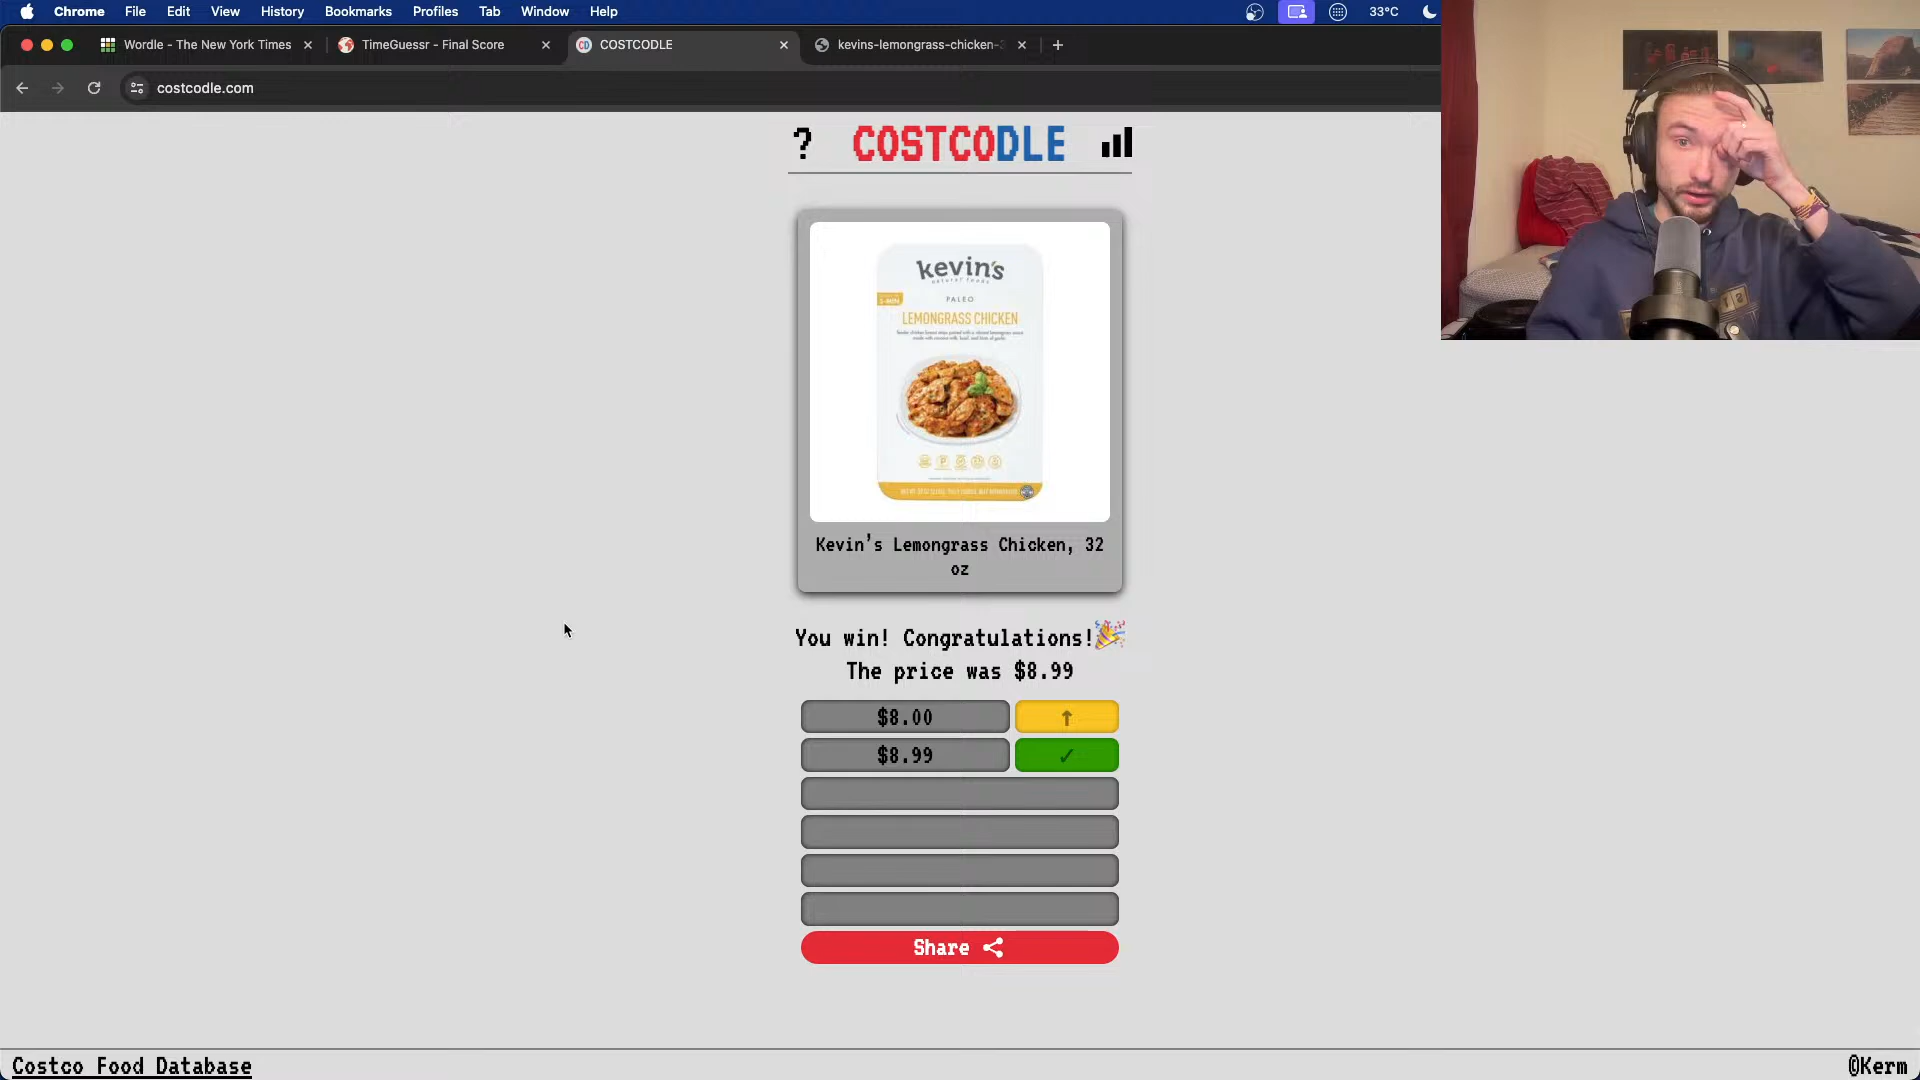 Chrome File Edit View History Bookmarks Profiles Tab Window Help 33°C
Wordle - The New York Times TimeGuessr - Final Score COSTCODLE kevins-lemongrass-chicken-
costcodle.com
? COSTCODLE
kevin's
natural foods
PALEO
LEMONGRASS CHICKEN
Kevin's Lemongrass Chicken, 32
oz
You win! Congratulations!🎉
The price was $8.99
$8.00 ↑
$8.99 ✓
Share
Costco Food Database @Kerm